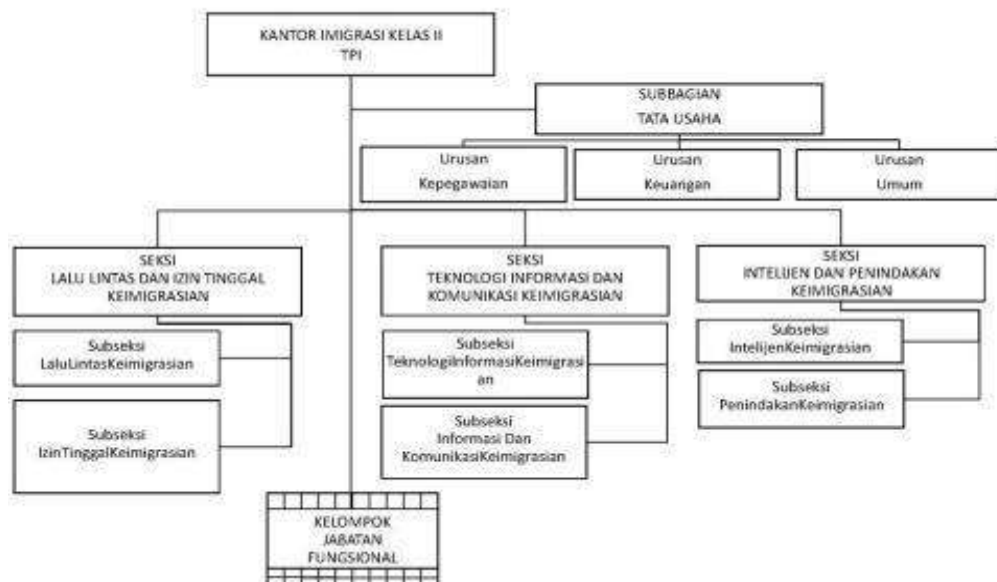 KANTOR IMIGRASI KELAS II
TPI
SUBBAGIAN
TATA USAHA
Urusan
Kepegawaian
Urusan
Keuangan
Urusan
Umum
SEKSI
LALU LINTAS DAN IZIN TINGGAL
KEIMIGRASIAN
SEKSI
TEKNOLOGI INFORMASI DAN
KOMUNIKASI KEIMIGRASIAN
SEKSI
INTELIJEN DAN PENINDAKAN
KEIMIGRASIAN
Subseksi
LaluLintasKeimigrasian
Subseksi
TeknologiInformasiKeimigrasi
an
Subseksi
IntelijenKeimigrasian
Subseksi
IzinTinggalKeimigrasian
Subseksi
Informasi Dan
KomunikasiKeimigrasian
Subseksi
PenindakanKeimigrasian
KELOMPOK
JABATAN
FUNGSIONAL